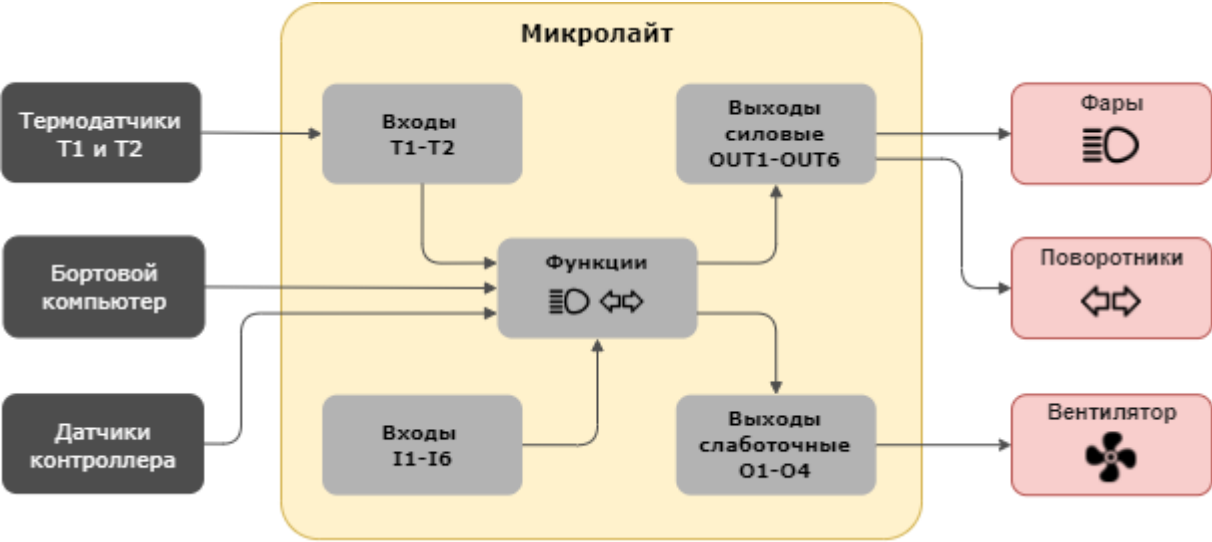 Микролайт
Термодатчики
T1 и T2
Входы
T1-T2
Выходы
силовые
OUT1-OUT6
Фары
Бортовой
компьютер
Функции
Поворотники
Датчики
контроллера
Входы
I1-I6
Выходы
слаботочные
O1-O4
Вентилятор